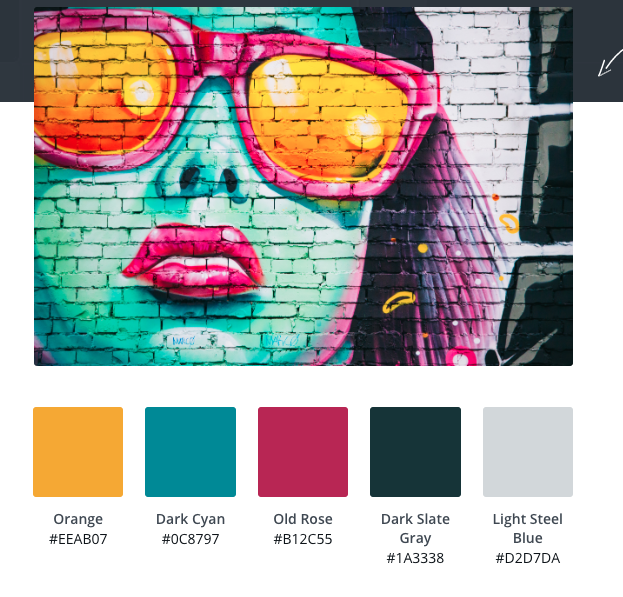 Orange
#EEAB07
Dark Cyan
#0C8797
Old Rose
#B12C55
Dark Slate
Gray
#1A3338
Light Steel
Blue
#D2D7DA